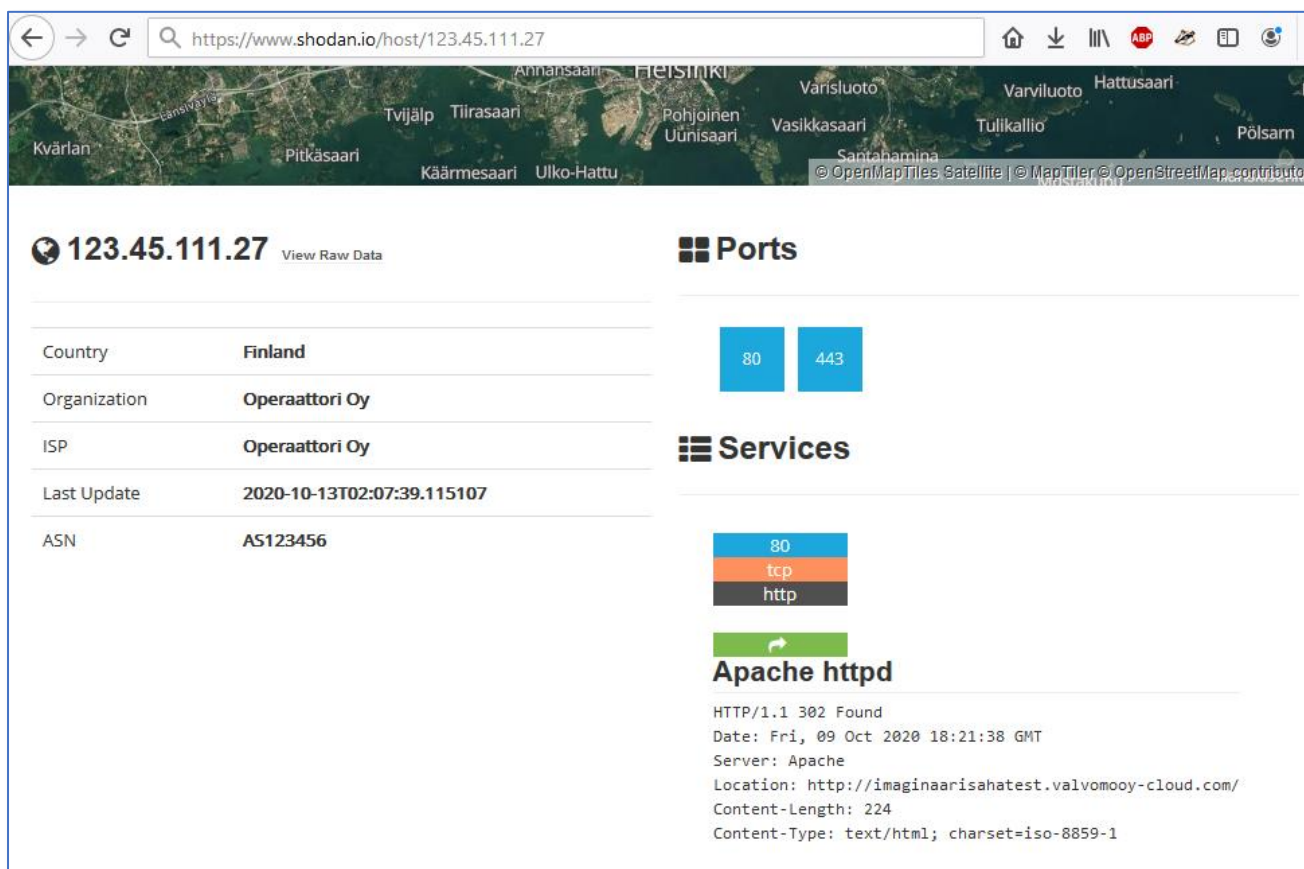 https://www.shodan.io/host/123.45.111.27
ABP
Länsiväylä
Annansaari
Helsinki
Varisluoto
Varviluoto
Hattusaari
Tvijälp
Tiirasaari
Pohjoinen
Uunisaari
Vasikkasaari
Tulikallio
Pölsarn
Kvärlan
Pitkäsaari
Santahamina
Käärmesaari
Ulko-Hattu
© OpenMapTiles Satellite | © MapTiler © OpenStreetMap contributo
123.45.111.27 View Raw Data
Country Finland
Organization Operaattori Oy
ISP Operaattori Oy
Last Update 2020-10-13T02:07:39.115107
ASN AS123456
Ports
80 443
Services
80
tcp
http
Apache httpd
HTTP/1.1 302 Found
Date: Fri, 09 Oct 2020 18:21:38 GMT
Server: Apache
Location: http://imaginaarisahatest.valvomooy-cloud.com/
Content-Length: 224
Content-Type: text/html; charset=iso-8859-1